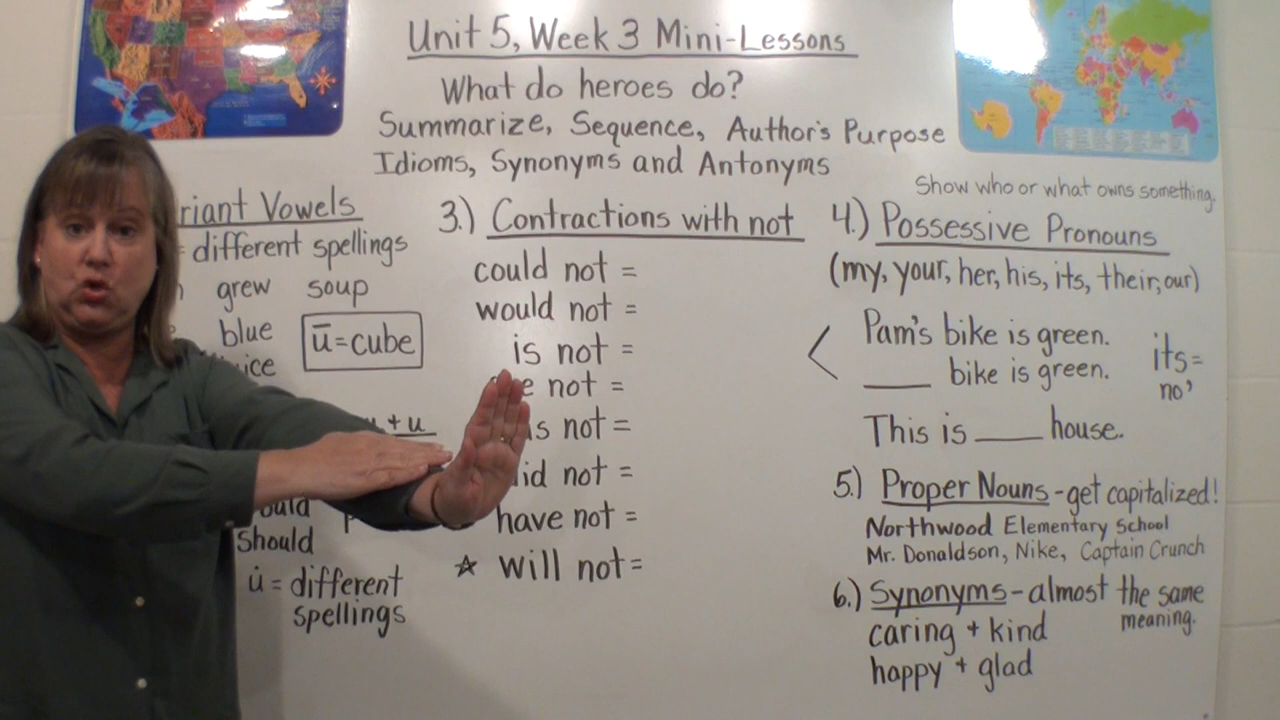 Unit 5, Week 3 Mini-Lessons
What do heroes do?
Summarize, Sequence, Author's Purpose
Idioms, Synonyms and Antonyms
riant Vowels
= different spellings
grew soup
blue
ū = cube
+ u
Should
u̇ = different
spellings
3.) Contractions with not
could not =
would not =
is not =
not =
not =
not =
have not =
☆ will not =
Show who or what owns something.
4.) Possessive Pronouns
(my, your, her, his, its, their, our)
< Pam's bike is green.
____ bike is green.
its =
no '
This is ____ house.
5.) Proper Nouns - get capitalized!
Northwood Elementary School
Mr. Donaldson, Nike, Captain Crunch
6.) Synonyms - almost the same
meaning.
caring + kind
happy + glad